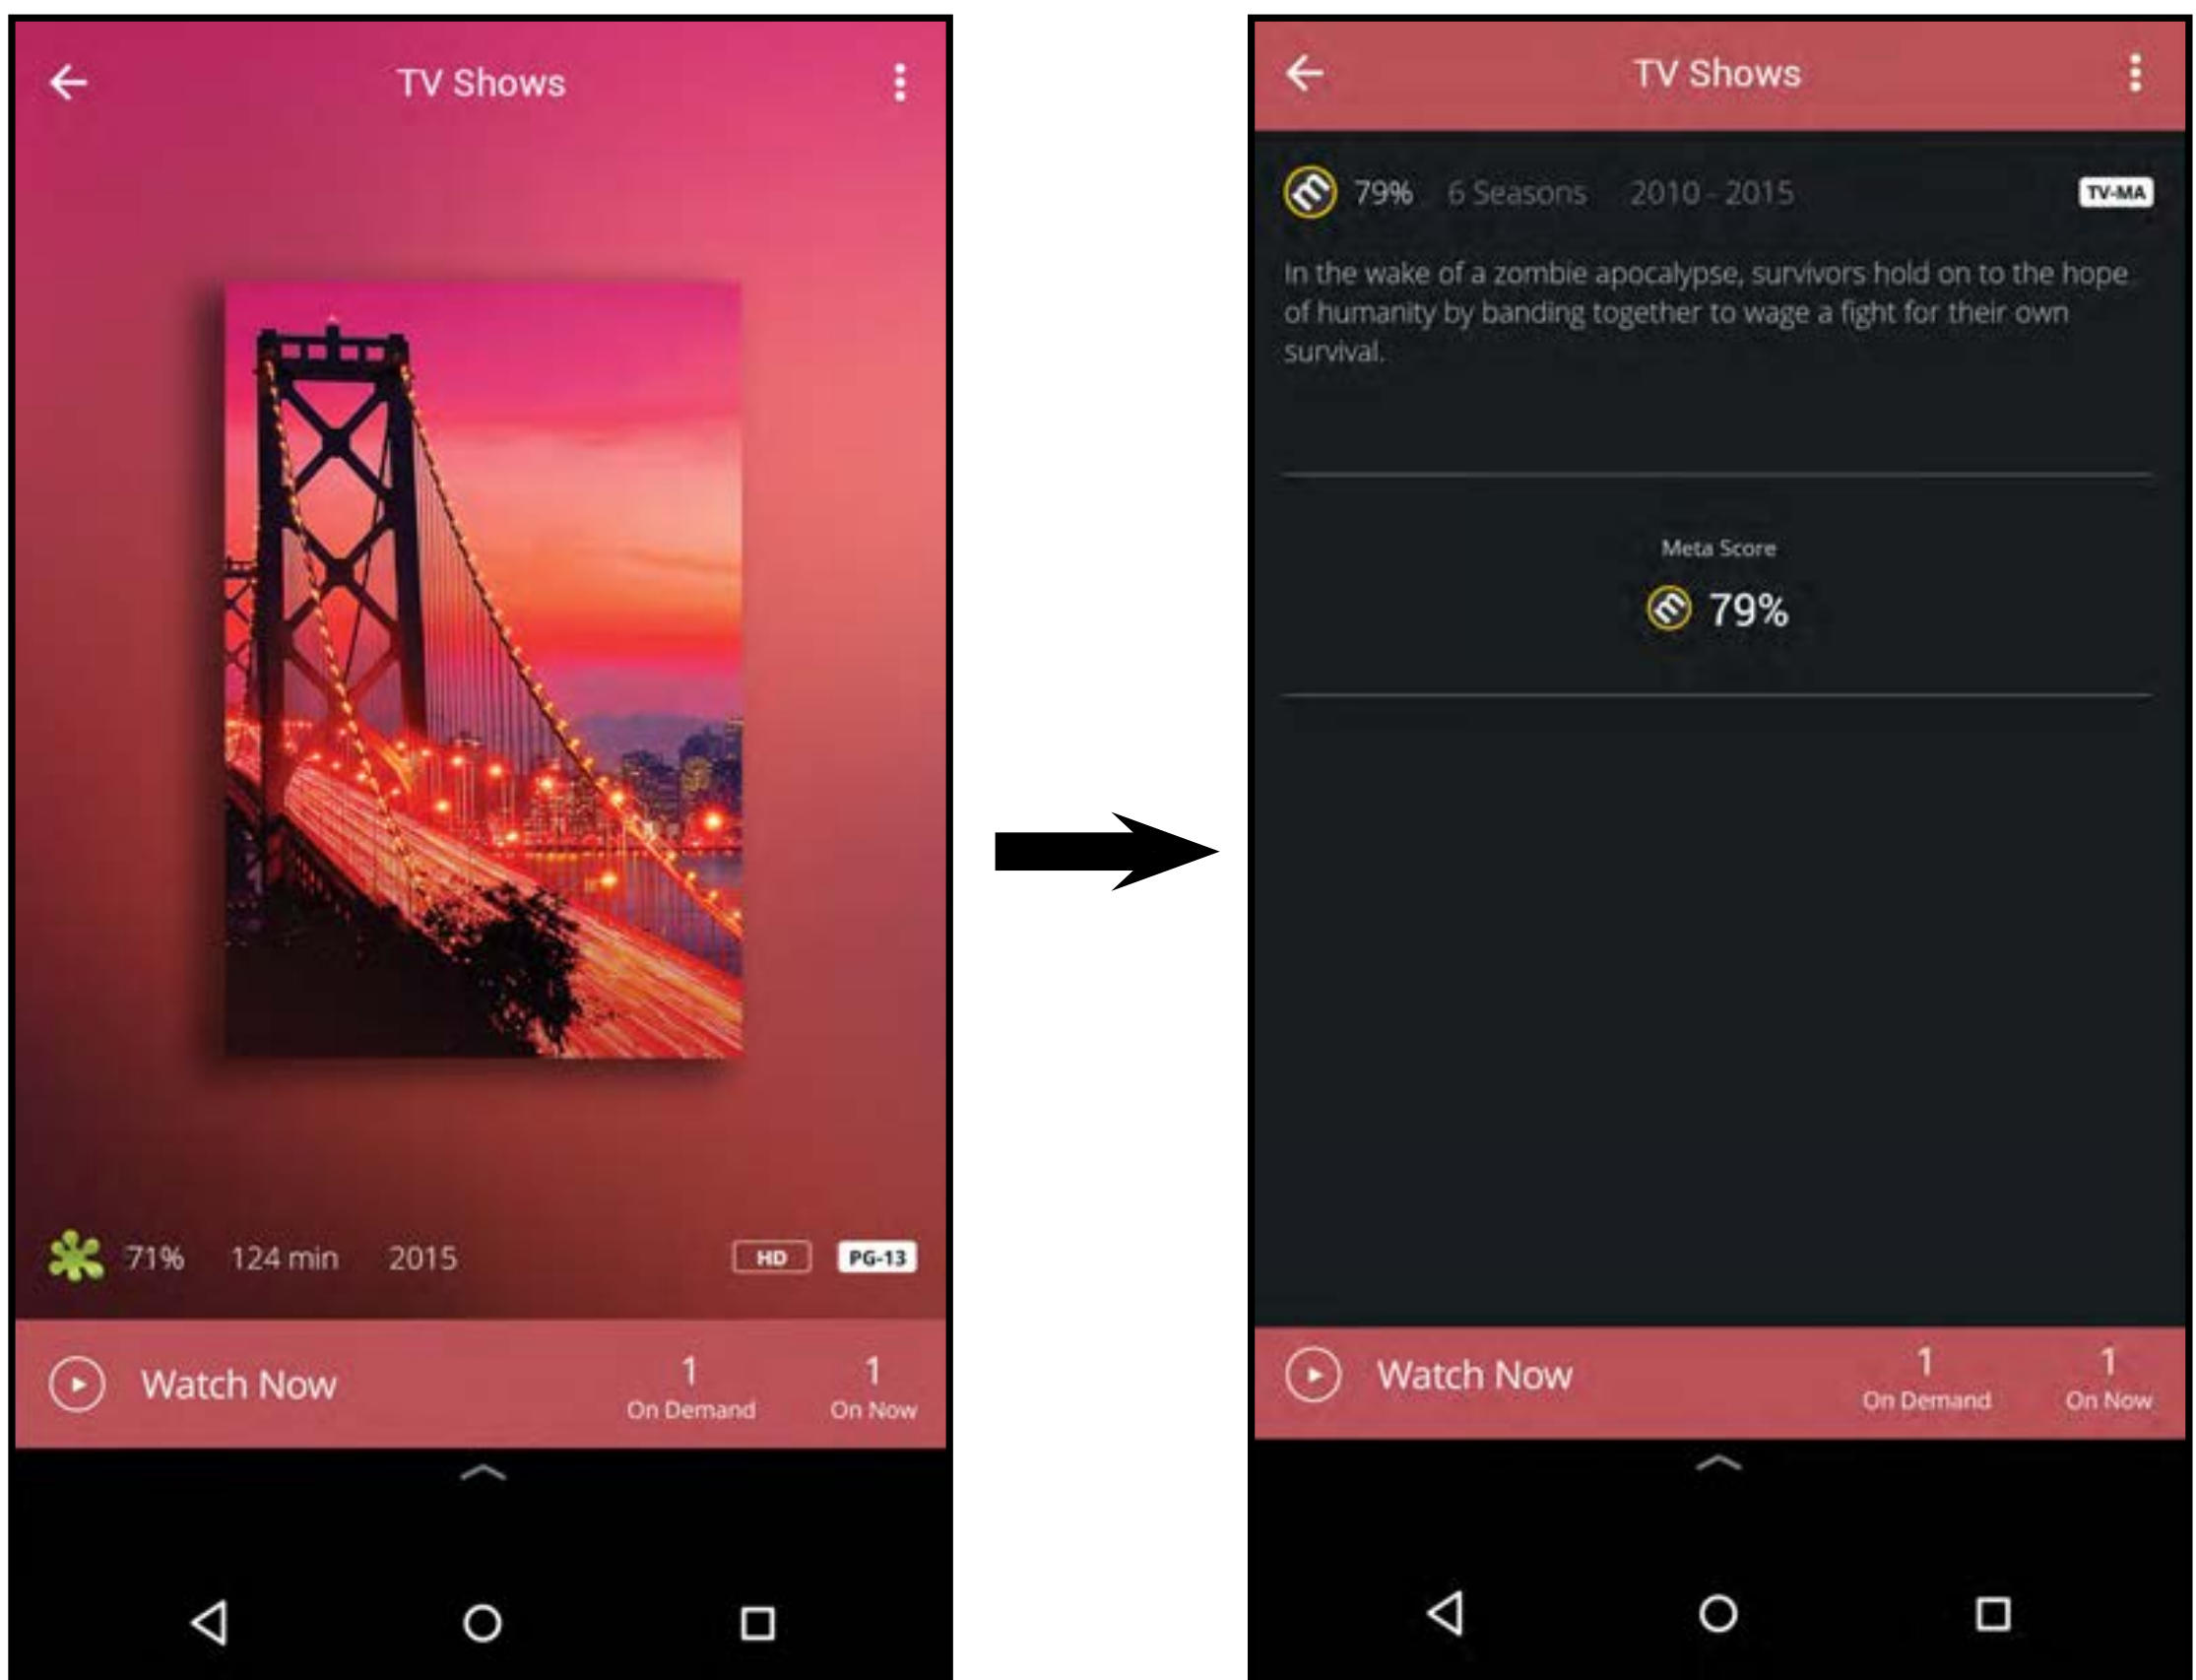 TV Shows
71% 124 min 2015 HD PG-13
Watch Now
1 On Demand
1 On Now
TV Shows
m 79% 6 Seasons 2010 - 2015 TV-MA
In the wake of a zombie apocalypse, survivors hold on to the hope
of humanity by banding together to wage a fight for their own
survival.
Meta Score
m 79%
Watch Now
1 On Demand
1 On Now